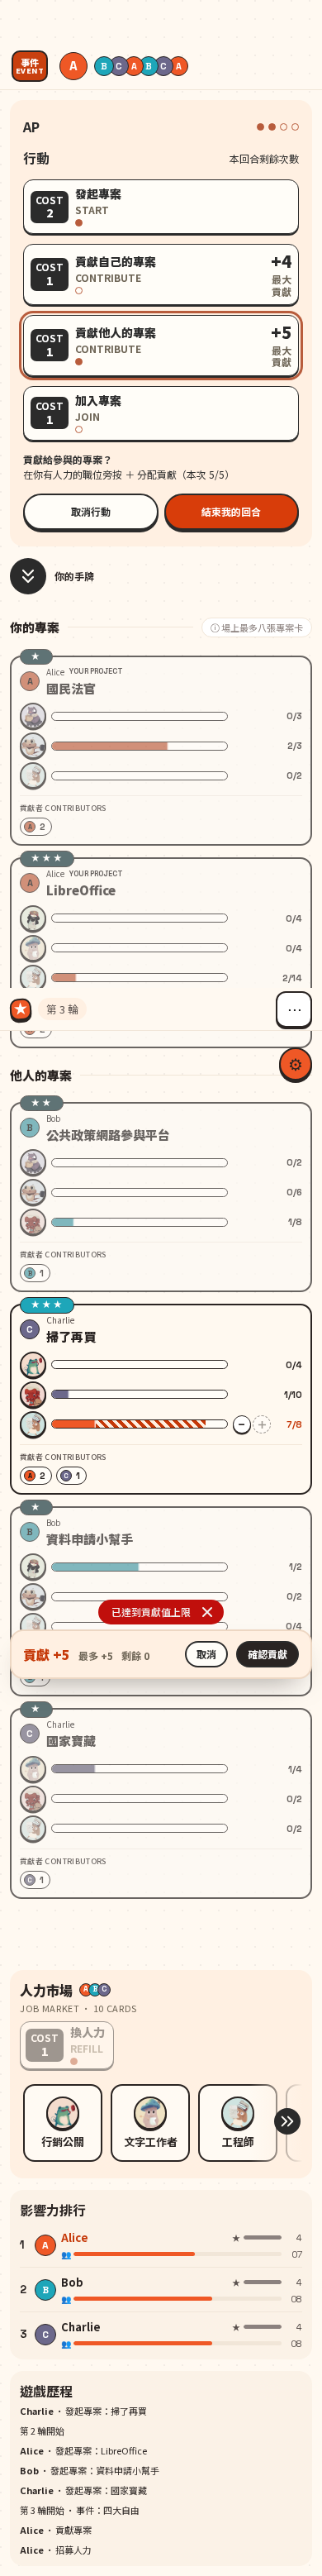 事件
EVENT
A
B
C
A
B
C
A
AP
行動
本回合剩餘次數
COST
2
發起專案
START
COST
1
貢獻自己的專案
CONTRIBUTE
+4
最大
貢獻
COST
1
貢獻他人的專案
CONTRIBUTE
+5
最大
貢獻
COST
1
加入專案
JOIN
貢獻給參與的專案？
在你有人力的職位旁按 ＋ 分配貢獻（本次 5/5）
取消行動
結束我的回合
你的手牌
你的專案
ⓘ 場上最多八張專案卡
★
A
Alice YOUR PROJECT
國民法官
0/3
2/3
0/2
貢獻者 CONTRIBUTORS
A 2
★ ★ ★
A
Alice YOUR PROJECT
LibreOffice
0/4
0/4
2/14
第 3 輪
⋯
他人的專案
★ ★
B
Bob
公共政策網路參與平台
0/2
0/6
1/8
貢獻者 CONTRIBUTORS
B 1
★ ★ ★
C
Charlie
掃了再買
0/4
1/10
− ＋ 7/8
貢獻者 CONTRIBUTORS
A 2 C 1
★
B
Bob
資料申請小幫手
1/2
0/2
已達到貢獻值上限
0/4
貢獻 +5 最多 +5 剩餘 0
取消
確認貢獻
★
C
Charlie
國家寶藏
1/4
0/2
0/2
貢獻者 CONTRIBUTORS
C 1
人力市場 A B C
JOB MARKET · 10 CARDS
COST
1
換人力
REFILL
行銷公關
文字工作者
工程師
影響力排行
1 A Alice ★ 4
07
2 B Bob ★ 4
08
3 C Charlie ★ 4
08
遊戲歷程
Charlie · 發起專案：掃了再買
第 2 輪開始
Alice · 發起專案：LibreOffice
Bob · 發起專案：資料申請小幫手
Charlie · 發起專案：國家寶藏
第 3 輪開始 · 事件：四大自由
Alice · 貢獻專案
Alice · 招募人力